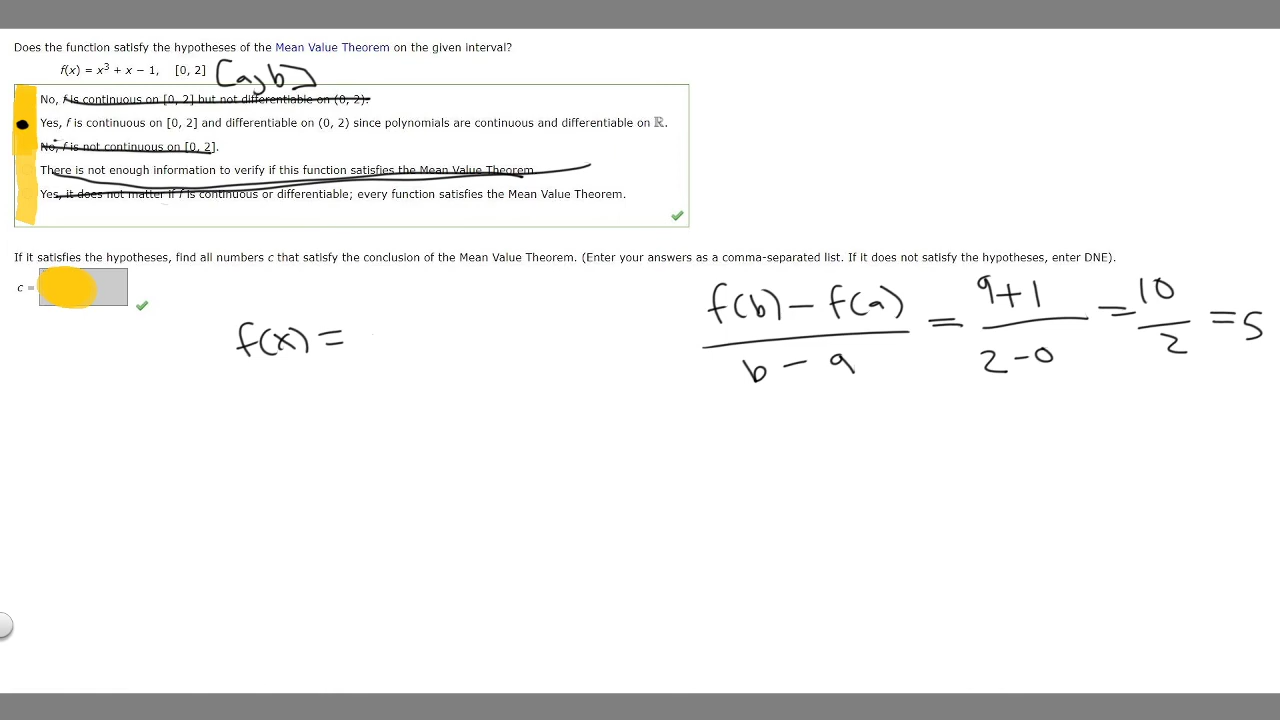 Does the function satisfy the hypotheses of the Mean Value Theorem on the given interval?
f(x) = x³ + x − 1, [0, 2] [a,b]
No, f is continuous on [0, 2] but not differentiable on (0, 2).
Yes, f is continuous on [0, 2] and differentiable on (0, 2) since polynomials are continuous and differentiable on ℝ.
No, f is not continuous on [0, 2].
There is not enough information to verify if this function satisfies the Mean Value Theorem.
Yes, it does not matter if f is continuous or differentiable; every function satisfies the Mean Value Theorem.
If it satisfies the hypotheses, find all numbers c that satisfy the conclusion of the Mean Value Theorem. (Enter your answers as a comma-separated list. If it does not satisfy the hypotheses, enter DNE).
c =
f(x) =
f(b) − f(a) = 9+1 = 10 = 5
b − a 2−0 2